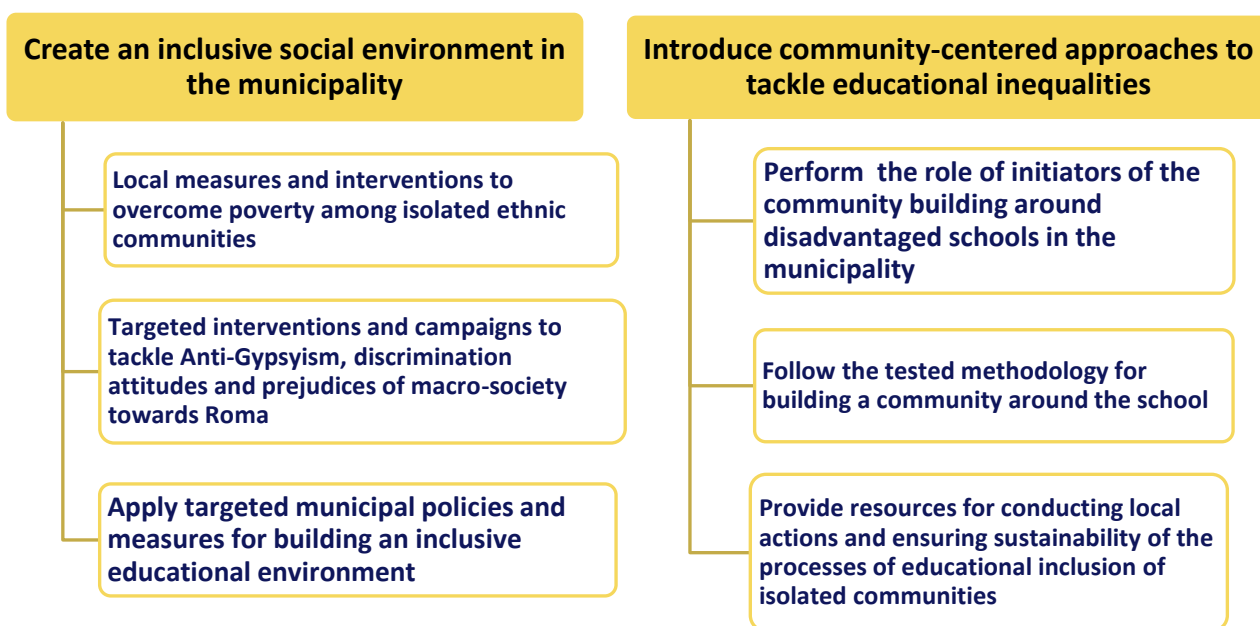 Create an inclusive social environment in
the municipality
Local measures and interventions to
overcome poverty among isolated ethnic
communities
Targeted interventions and campaigns to
tackle Anti-Gypsyism, discrimination
attitudes and prejudices of macro-society
towards Roma
Apply targeted municipal policies and
measures for building an inclusive
educational environment
Introduce community-centered approaches to
tackle educational inequalities
Perform  the role of initiators of the
community building around
disadvantaged schools in the
municipality
Follow the tested methodology for
building a community around the school
Provide resources for conducting local
actions and ensuring sustainability of the
processes of educational inclusion of
isolated communities